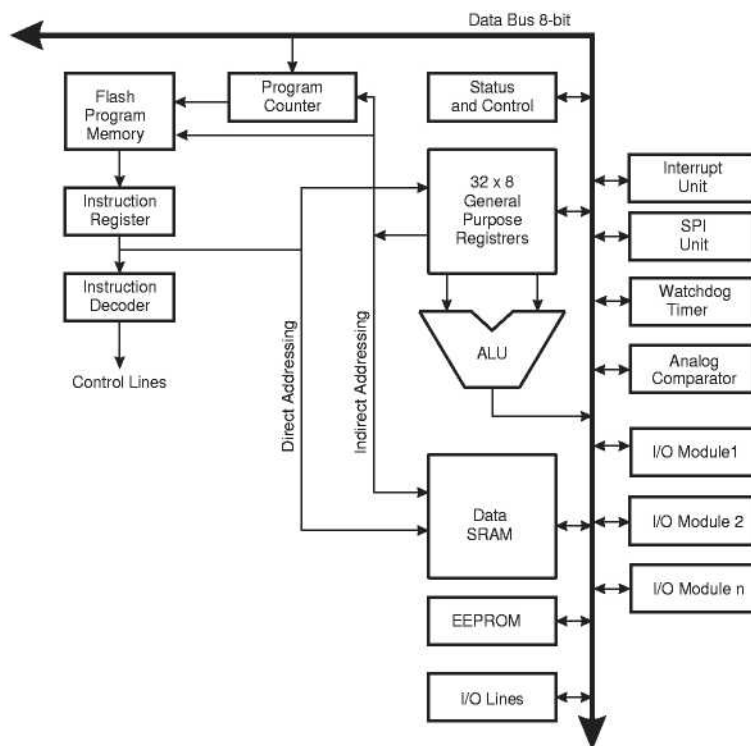 Data Bus 8-bit
Flash
Program
Memory
Program
Counter
Status
and Control
Instruction
Register
32 x 8
General
Purpose
Registrers
Instruction
Decoder
Control Lines
Direct Addressing
Indirect Addressing
ALU
Data
SRAM
EEPROM
I/O Lines
Interrupt
Unit
SPI
Unit
Watchdog
Timer
Analog
Comparator
I/O Module1
I/O Module 2
I/O Module n